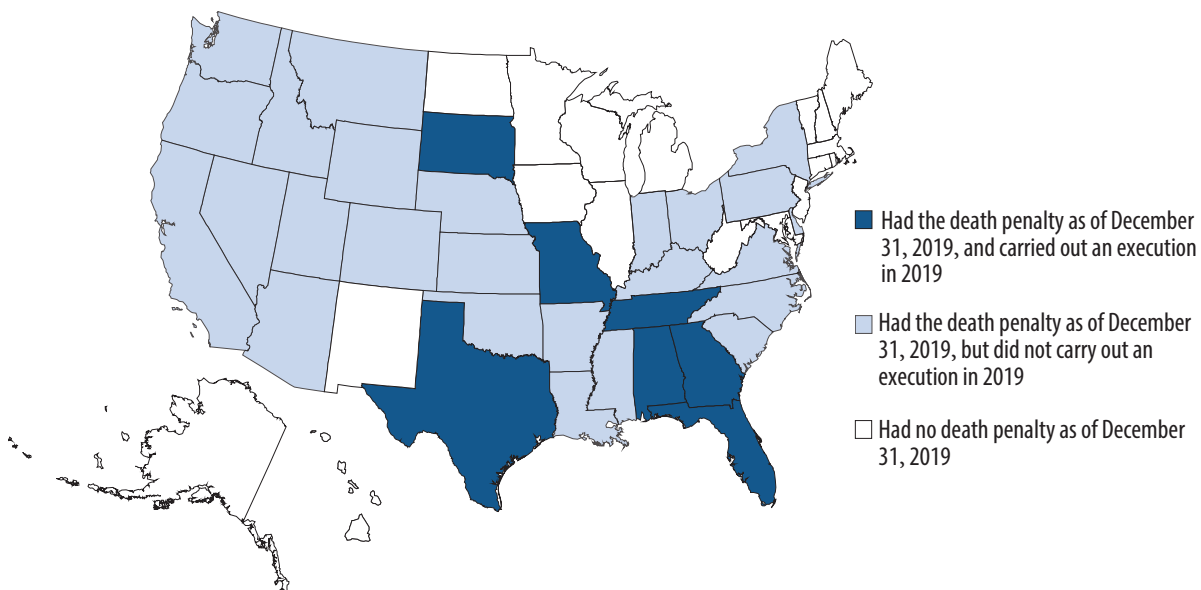 Had the death penalty as of December
31, 2019, and carried out an execution
in 2019
Had the death penalty as of December
31, 2019, but did not carry out an
execution in 2019
Had no death penalty as of December
31, 2019